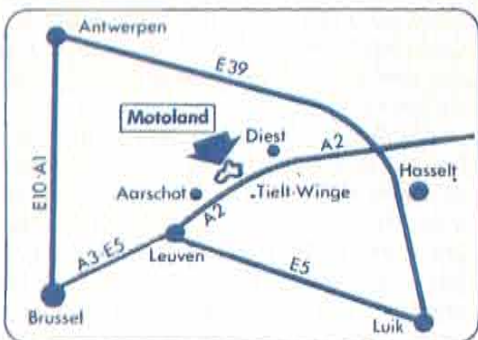 Antwerpen
E39
Motoland
Diest
A2
Hasselt
E10-A1
Aarschot
A2
Tielt-Winge
A3-E5
Leuven
E5
Brussel
Luik